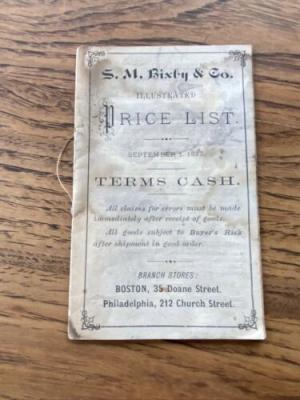 S. M. Bixby & Co.
ILLUSTRATED
PRICE LIST.
SEPTEMBER 1,
TERMS CASH.
All claims for errors must be made
immediately after receipt of goods.
All goods subject to Buyer's Risk
after shipment in good order.
BRANCH STORES:
BOSTON, 35 Doane Street.
Philadelphia, 212 Church Street.